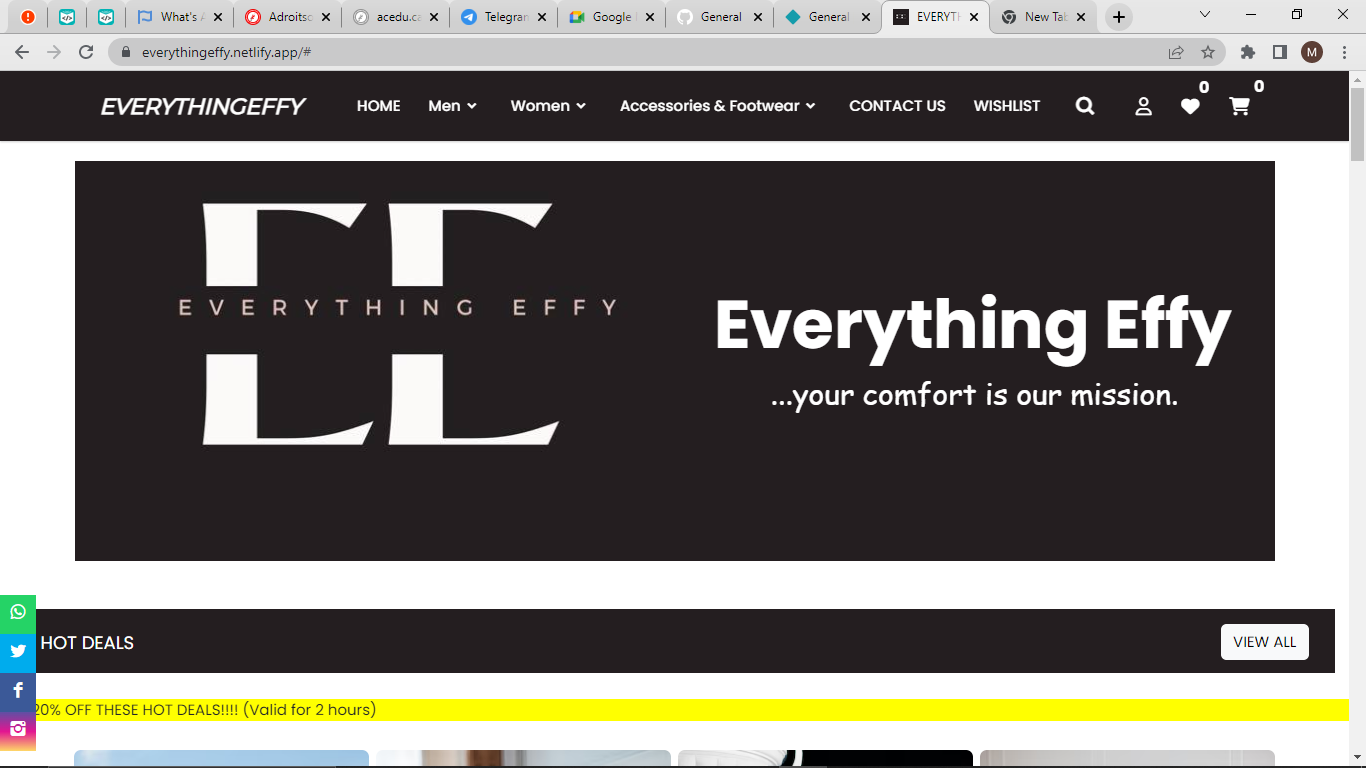 What's A
Adroitsc
acedu.ca
Telegran
Google
General
General
EVERYTH
New Tab
everythingeffy.netlify.app/#
M
EVERYTHINGEFFY HOME Men Women Accessories & Footwear CONTACT US WISHLIST 0 0
EVERYTHING EFFY
Everything Effy
...your comfort is our mission.
HOT DEALS VIEW ALL
20% OFF THESE HOT DEALS!!!! (Valid for 2 hours)